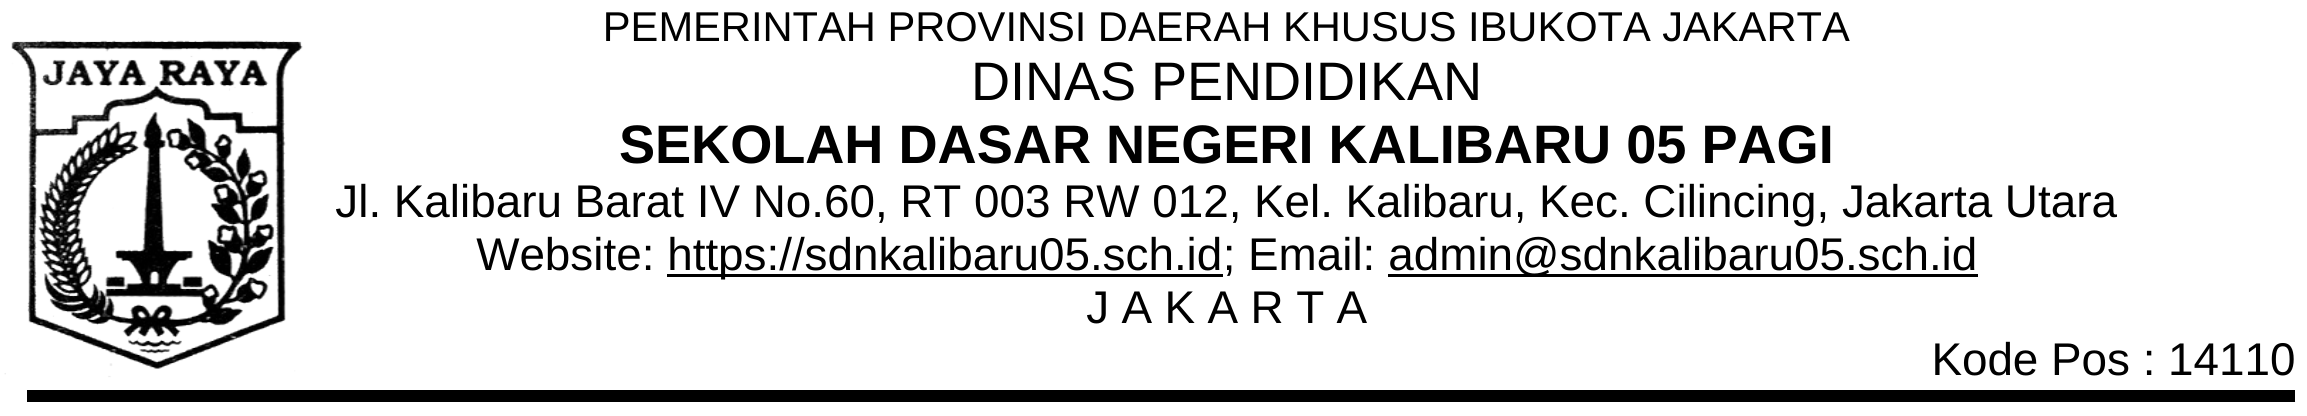 PEMERINTAH PROVINSI DAERAH KHUSUS IBUKOTA JAKARTA
DINAS PENDIDIKAN
JAYA RAYA
SEKOLAH DASAR NEGERI KALIBARU 05 PAGI
Jl. Kalibaru Barat IV No.60, RT 003 RW 012, Kel. Kalibaru, Kec. Cilincing, Jakarta Utara
Website: https://sdnkalibaru05.sch.id; Email: admin@sdnkalibaru05.sch.id
J A K A R T A
Kode Pos : 14110